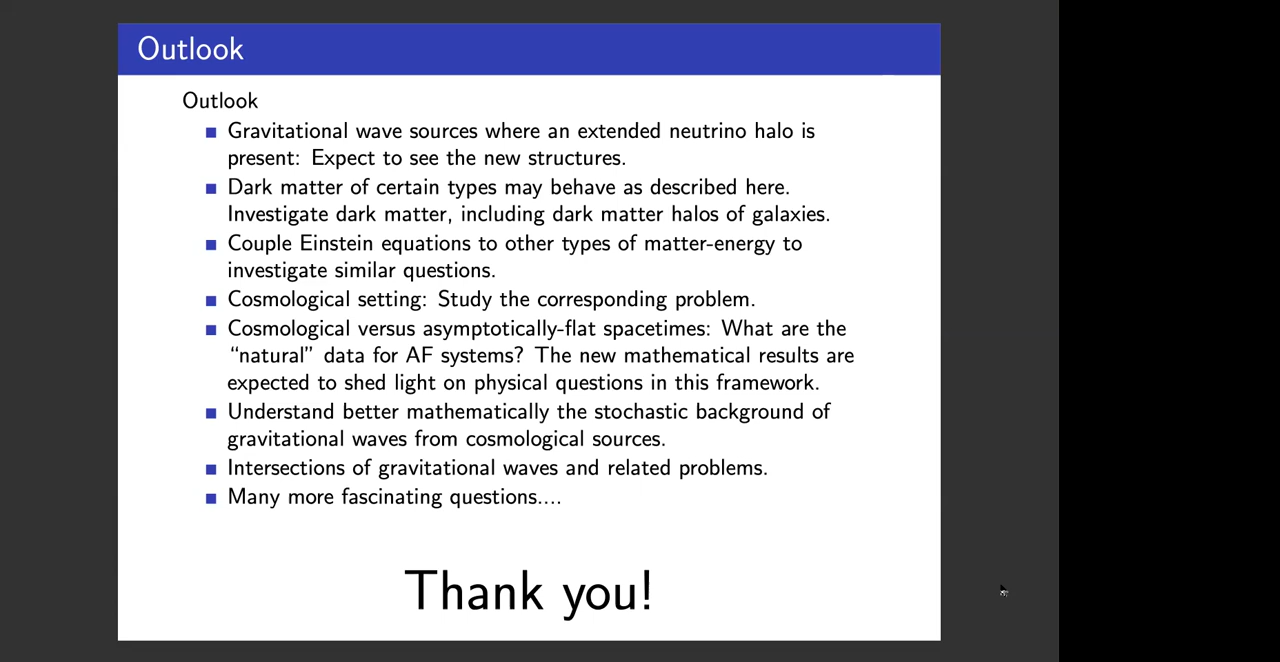 Outlook
Outlook
Gravitational wave sources where an extended neutrino halo is
present: Expect to see the new structures.
Dark matter of certain types may behave as described here.
Investigate dark matter, including dark matter halos of galaxies.
Couple Einstein equations to other types of matter-energy to
investigate similar questions.
Cosmological setting: Study the corresponding problem.
Cosmological versus asymptotically-flat spacetimes: What are the
“natural” data for AF systems? The new mathematical results are
expected to shed light on physical questions in this framework.
Understand better mathematically the stochastic background of
gravitational waves from cosmological sources.
Intersections of gravitational waves and related problems.
Many more fascinating questions....
Thank you!